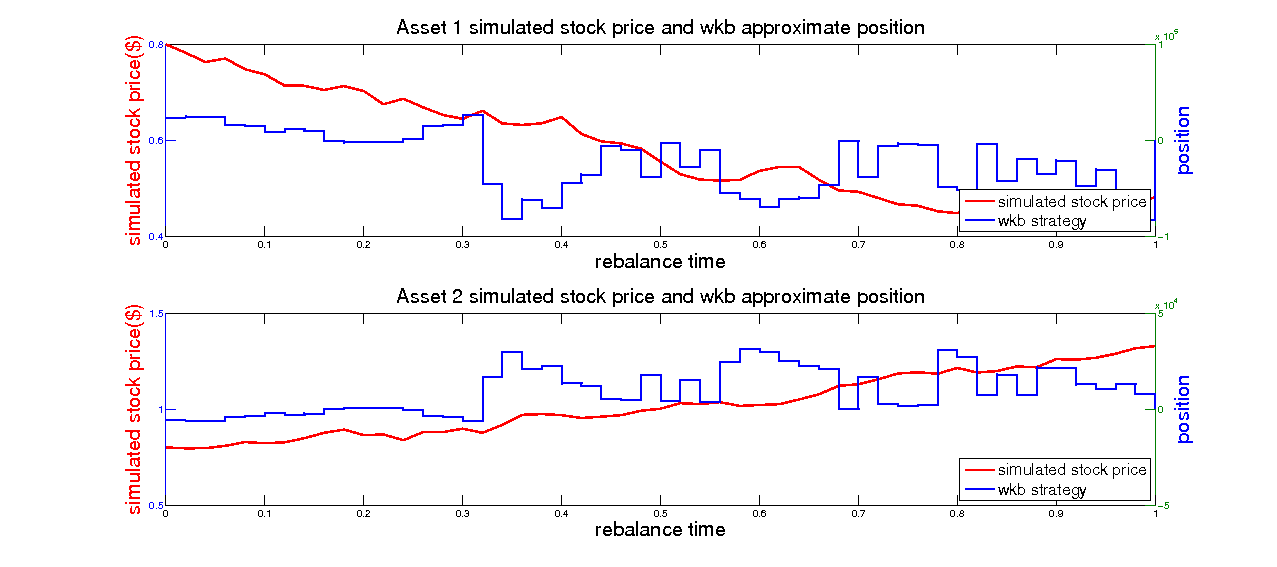 Asset 1 simulated stock price and wkb approximate position
x 10^5
simulated stock price($)
0.8
0.6
0.4
1
0
-1
position
simulated stock price
wkb strategy
0 0.1 0.2 0.3 0.4 0.5 0.6 0.7 0.8 0.9 1
rebalance time
Asset 2 simulated stock price and wkb approximate position
x 10^4
simulated stock price($)
1.5
1
0.5
5
0
-5
position
simulated stock price
wkb strategy
0 0.1 0.2 0.3 0.4 0.5 0.6 0.7 0.8 0.9 1
rebalance time